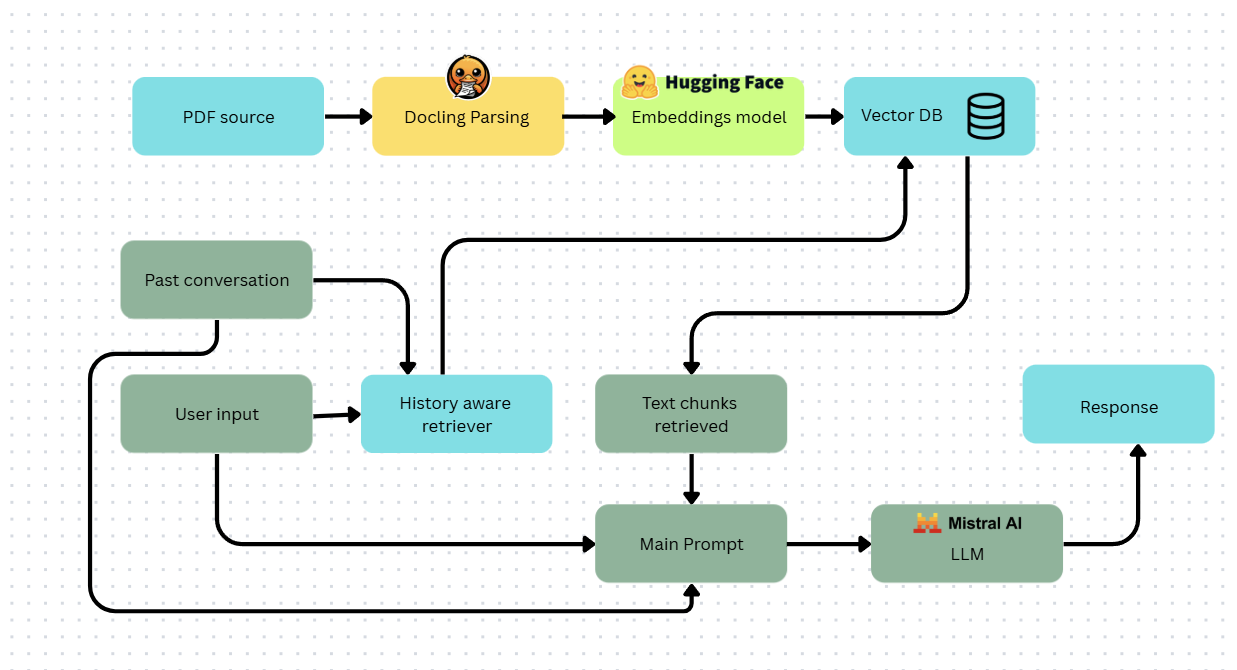 PDF source
Docling Parsing
Hugging Face
Embeddings model
Vector DB
Past conversation
User input
History aware
retriever
Text chunks
retrieved
Response
Main Prompt
Mistral AI
LLM